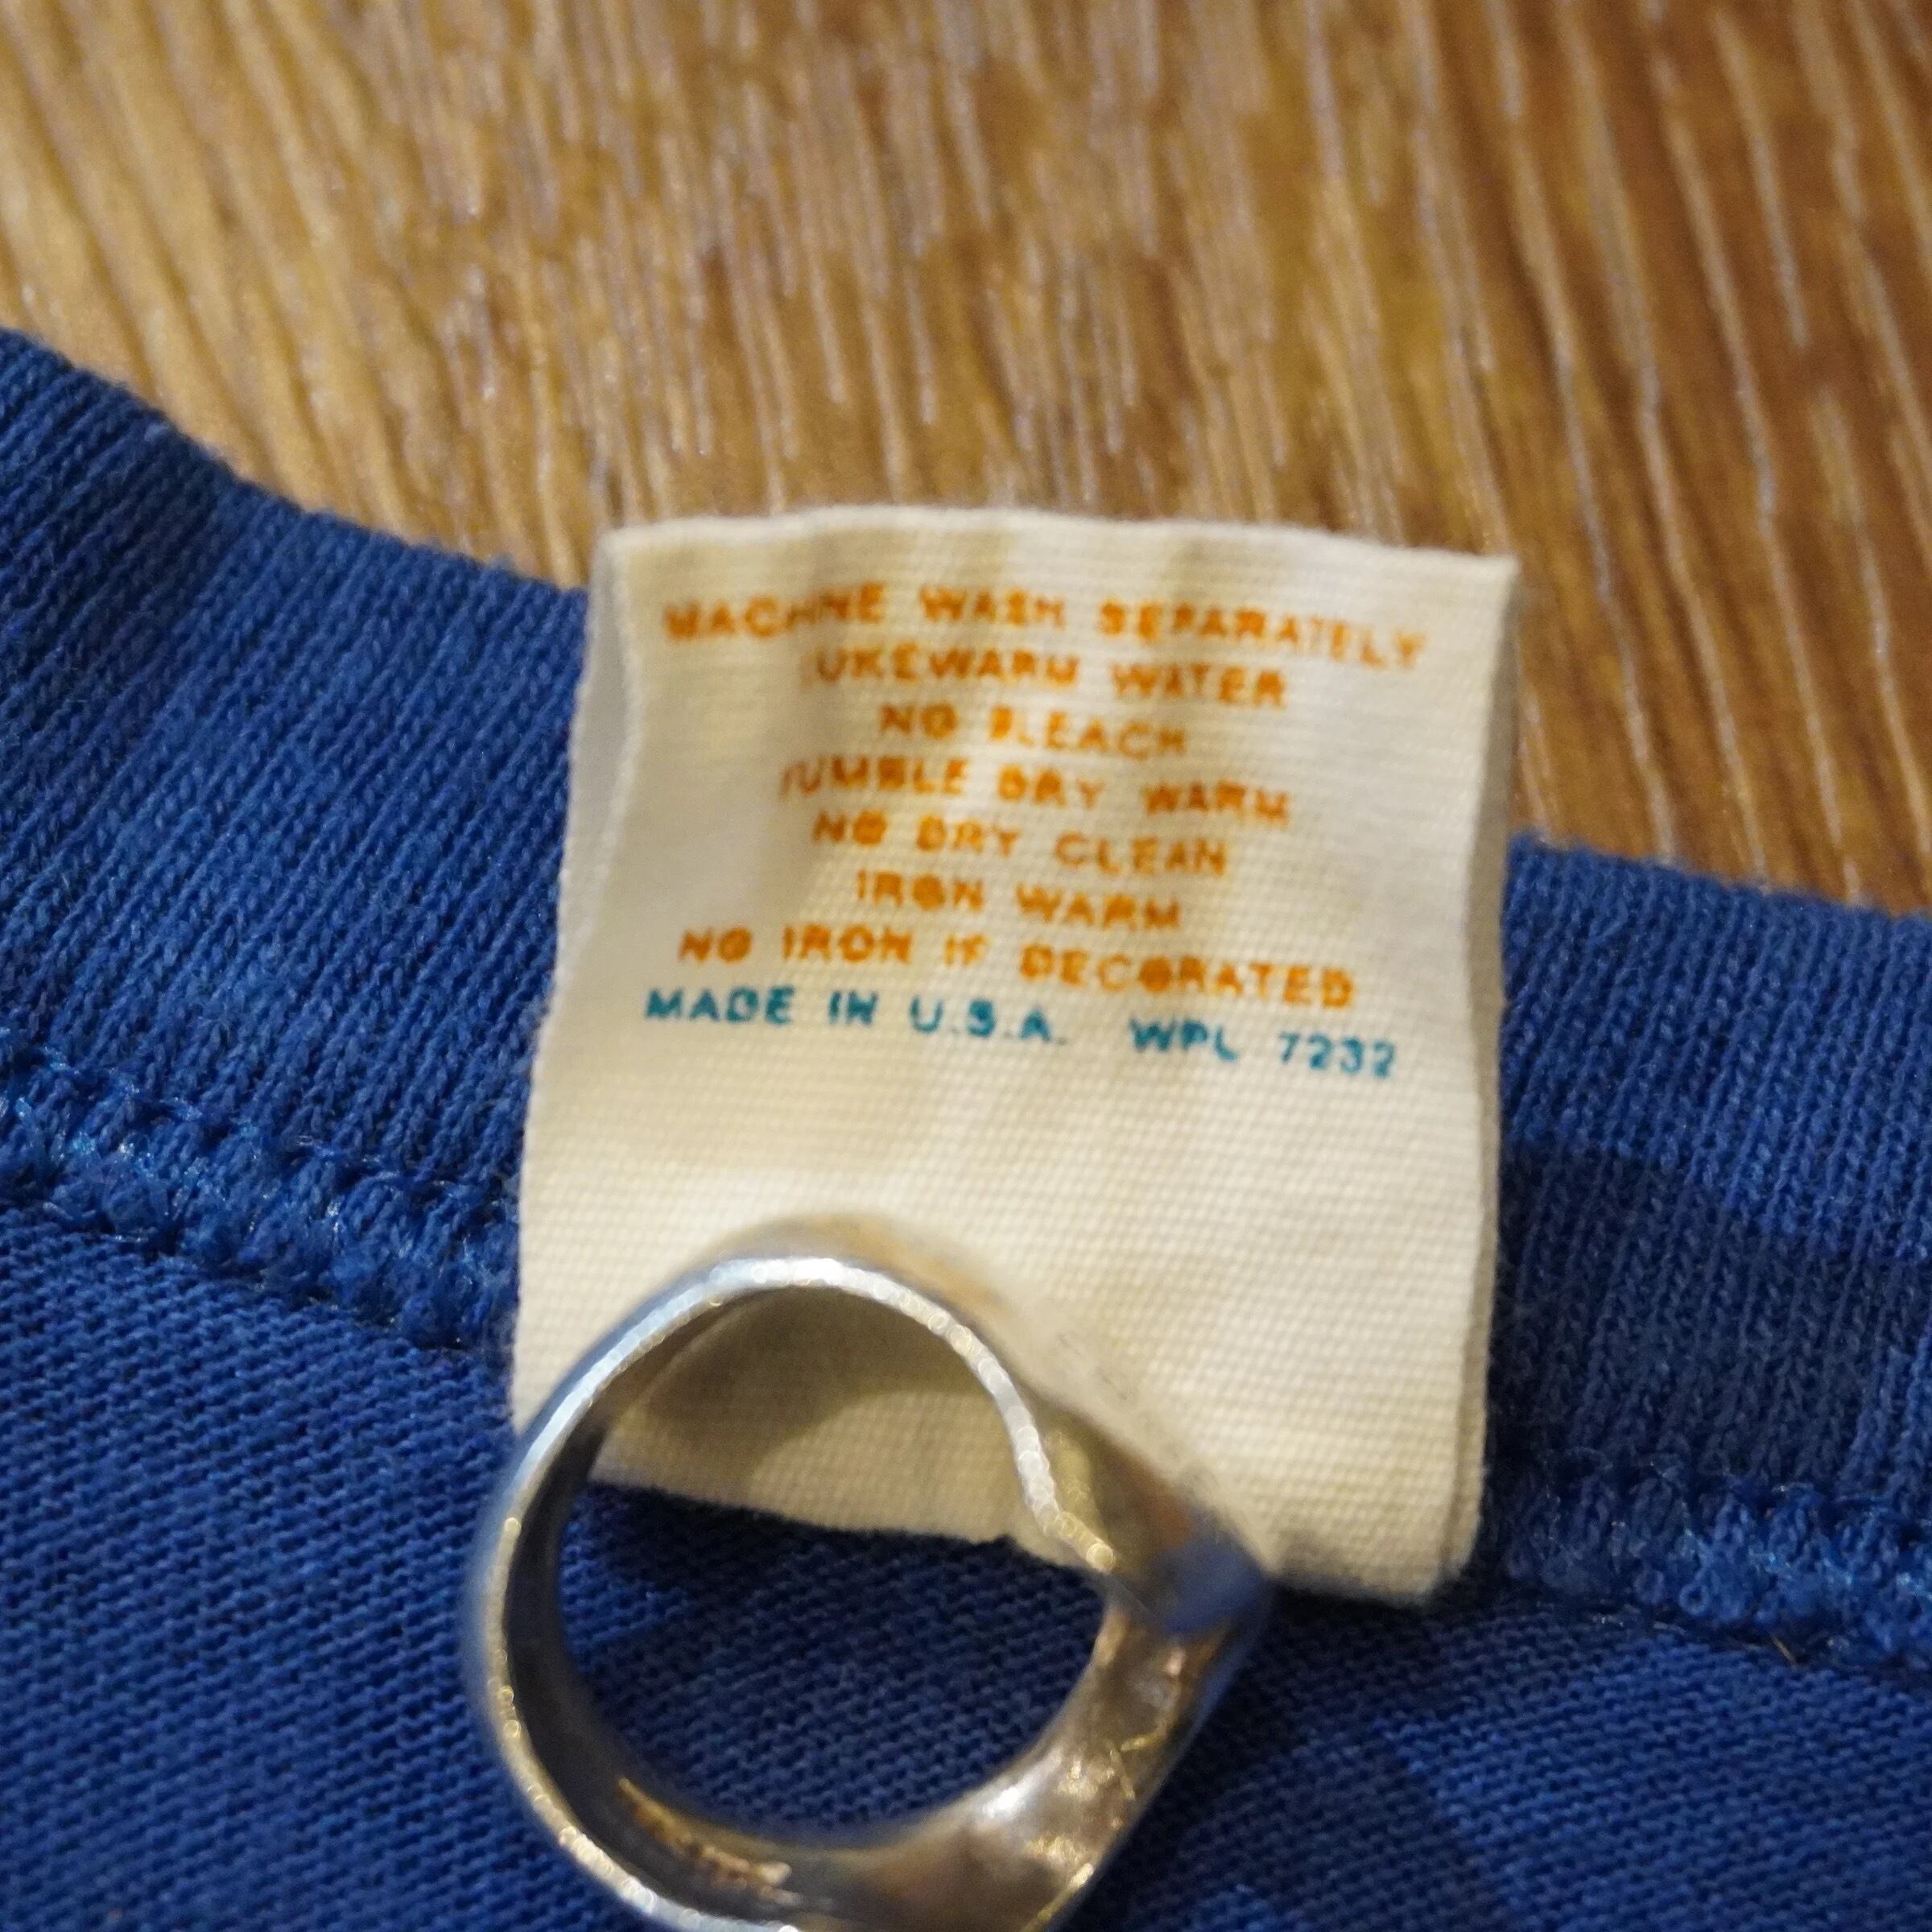 MACHINE WASH SEPARATELY
LUKEWARM WATER
NO BLEACH
TUMBLE DRY WARM
NO DRY CLEAN
IRON WARM
NO IRON IF DECORATED
MADE IN U.S.A. WPL 7232